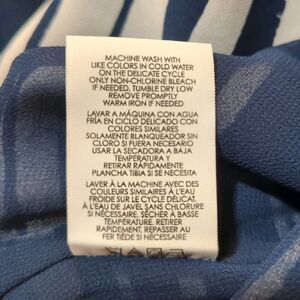 MACHINE WASH WITH
LIKE COLORS IN COLD WATER
ON THE DELICATE CYCLE
ONLY NON-CHLORINE BLEACH
IF NEEDED, TUMBLE DRY LOW
REMOVE PROMPTLY
WARM IRON IF NEEDED
LAVAR A MÁQUINA CON AGUA
FRÍA EN CICLO DELICADO CON
COLORES SIMILARES
SOLAMENTE BLANQUEADOR SIN
CLORO SI FUERA NECESARIO
USAR LA SECADORA A BAJA
TEMPERATURA Y
RETIRAR RÁPIDAMENTE
PLANCHA TIBIA SI SE NECESITA
LAVER À LA MACHINE AVEC DES
COULEURS SIMILAIRES À L'EAU
FROIDE SUR LE CYCLE DÉLICAT.
À L'EAU DE JAVEL SANS CHLORURE
SI NÉCESSAIRE, SÉCHER À BASSE
TEMPÉRATURE. RETIRER
RAPIDEMENT, REPASSER AU
FER TIÈDE SI NÉCESSAIRE